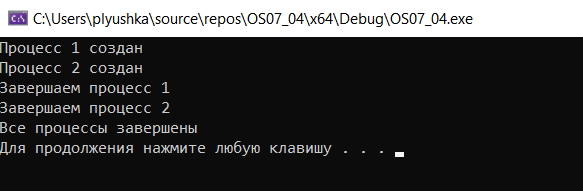 C:\Users\plyushka\source\repos\OS07_04\x64\Debug\OS07_04.exe
Процесс 1 создан
Процесс 2 создан
Завершаем процесс 1
Завершаем процесс 2
Все процессы завершены
Для продолжения нажмите любую клавишу . . .